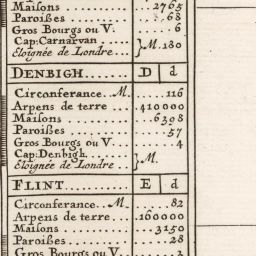 Maisons ........ 2765
Paroisses ....... 68
Gros Bourgs ou V. ..... 6
Cap: Carnarvan ....
Eloignée de Londre ... } M. 180
DENBIGH....... D d
Circonferance .. M. ..... 116
Arpens de terre ... 410000
Maisons ........ 6398
Paroisses ........ 57
Gros Bourg ou V. .... 4
Cap: Denbigh.....
Eloignée de Londre .. } M.
FLINT....... E d
Circonferance. M. ..... 82
Arpens de terre ... 160000
Maisons ........ 3150
Paroisses ........ 28
Gros Bourg ou V. .... 3